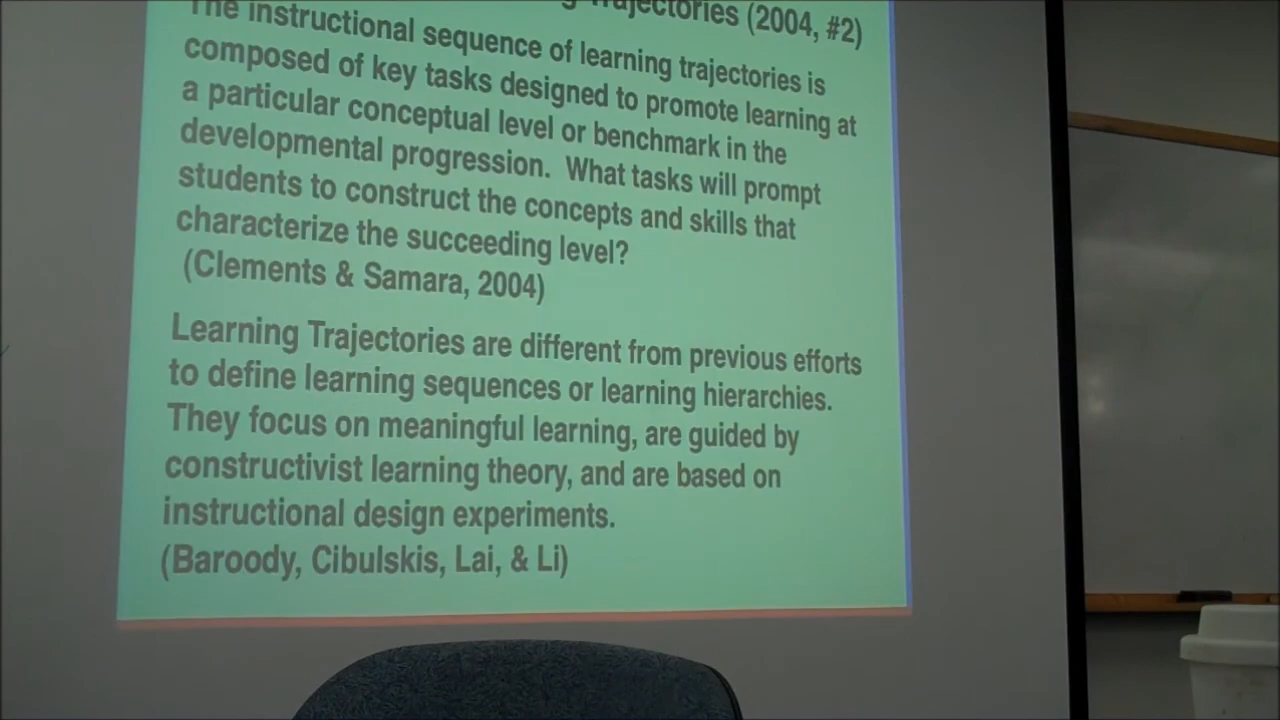 Trajectories (2004, #2)
The instructional sequence of learning trajectories is
composed of key tasks designed to promote learning at
a particular conceptual level or benchmark in the
developmental progression. What tasks will prompt
students to construct the concepts and skills that
characterize the succeeding level?
(Clements & Samara, 2004)
Learning Trajectories are different from previous efforts
to define learning sequences or learning hierarchies.
They focus on meaningful learning, are guided by
constructivist learning theory, and are based on
instructional design experiments.
(Baroody, Cibulskis, Lai, & Li)